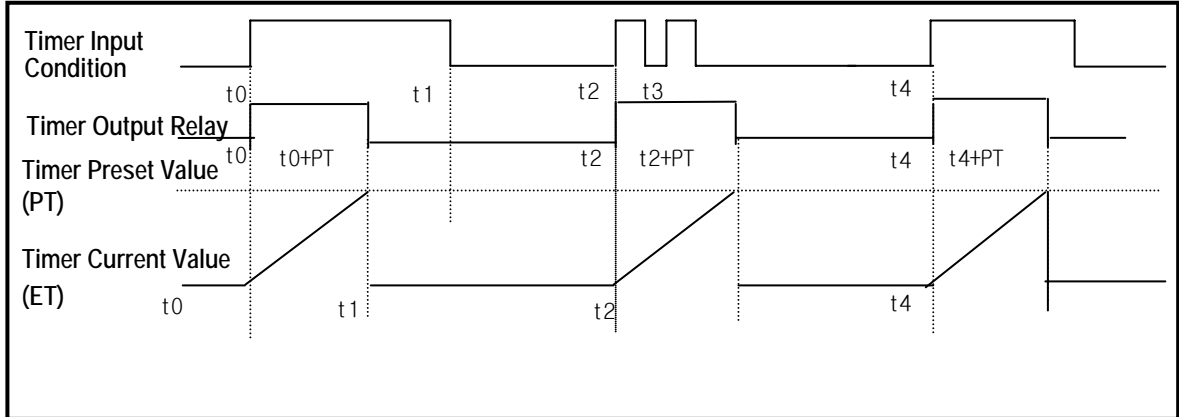 Timer Input
Condition
t0 t1 t2 t3 t4
Timer Output Relay
t0 t0+PT t2 t2+PT t4 t4+PT
Timer Preset Value
(PT)
Timer Current Value
(ET)
t0 t1 t2 t4